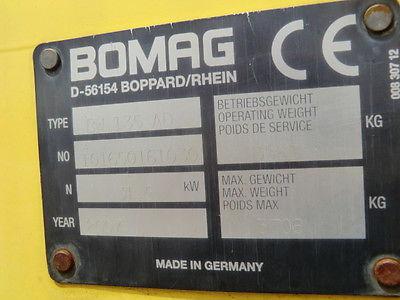 BOMAG
CE
D-56154 BOPPARD/RHEIN
008 307 12
TYPE
BETRIEBSGEWICHT
OPERATING WEIGHT
POIDS DE SERVICE
KG
NO
N kW
MAX. GEWICHT
MAX. WEIGHT
POIDS MAX
KG
YEAR
MADE IN GERMANY